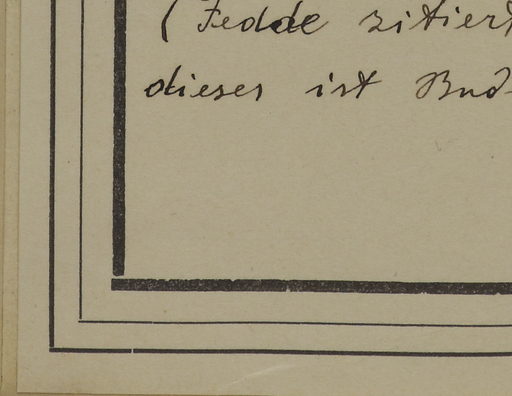 (Fedde zitiert
dieses ist Bud-